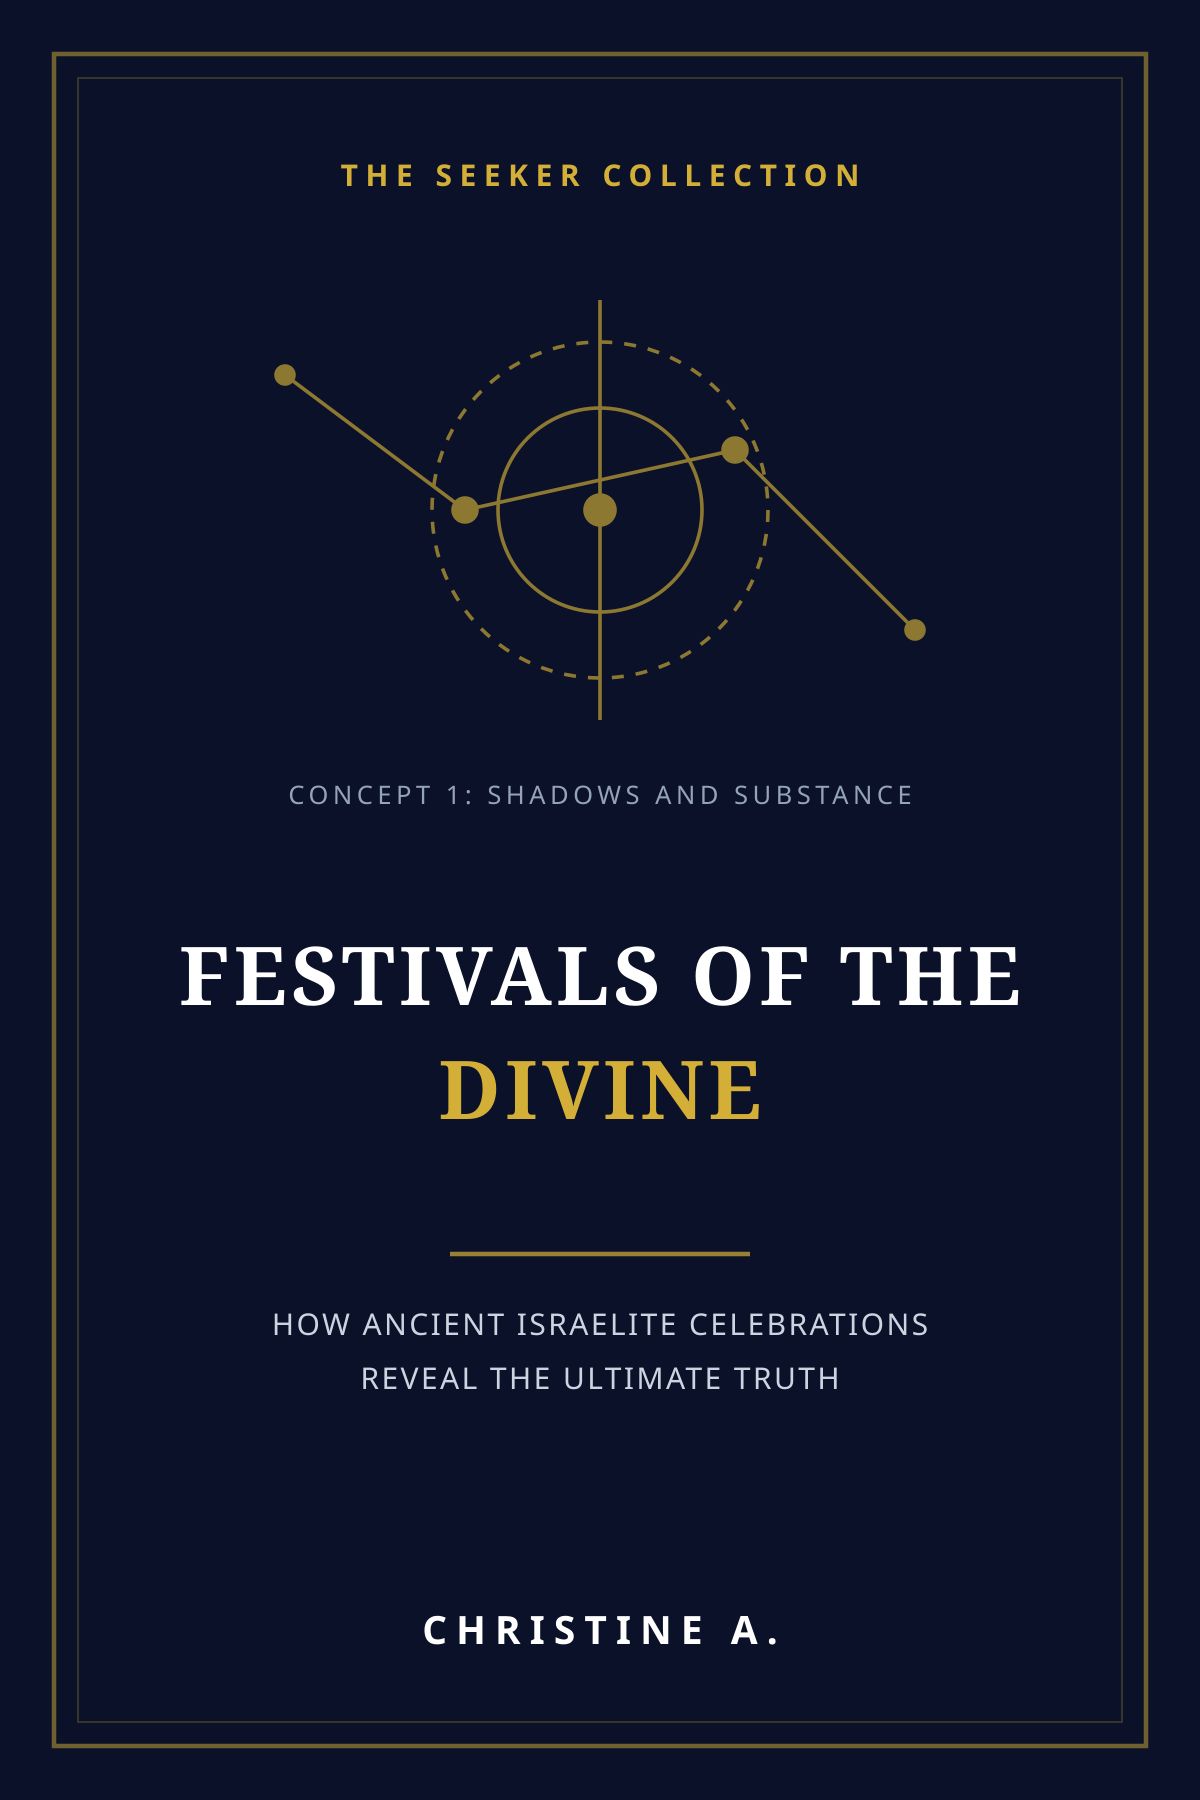 THE SEEKER COLLECTION
CONCEPT 1: SHADOWS AND SUBSTANCE
FESTIVALS OF THE
DIVINE
HOW ANCIENT ISRAELITE CELEBRATIONS
REVEAL THE ULTIMATE TRUTH
CHRISTINE A.